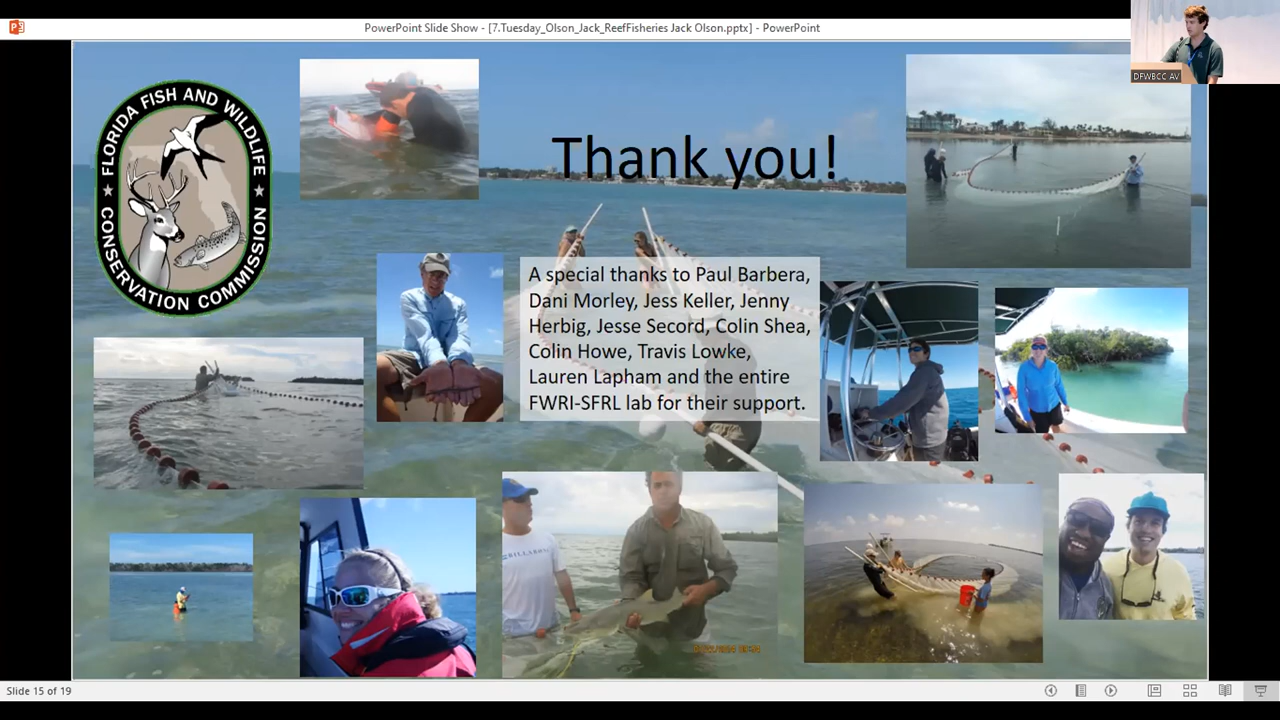 PowerPoint Slide Show - [7.Tuesday_Olson_Jack_ReefFisheries Jack Olson.pptx] - PowerPoint
DFWBCC AV
FLORIDA FISH AND WILDLIFE
CONSERVATION COMMISSION
Thank you!
A special thanks to Paul Barbera,
Dani Morley, Jess Keller, Jenny
Herbig, Jesse Secord, Colin Shea,
Colin Howe, Travis Lowke,
Lauren Lapham and the entire
FWRI-SFRL lab for their support.
BILLABONG
Slide 15 of 19